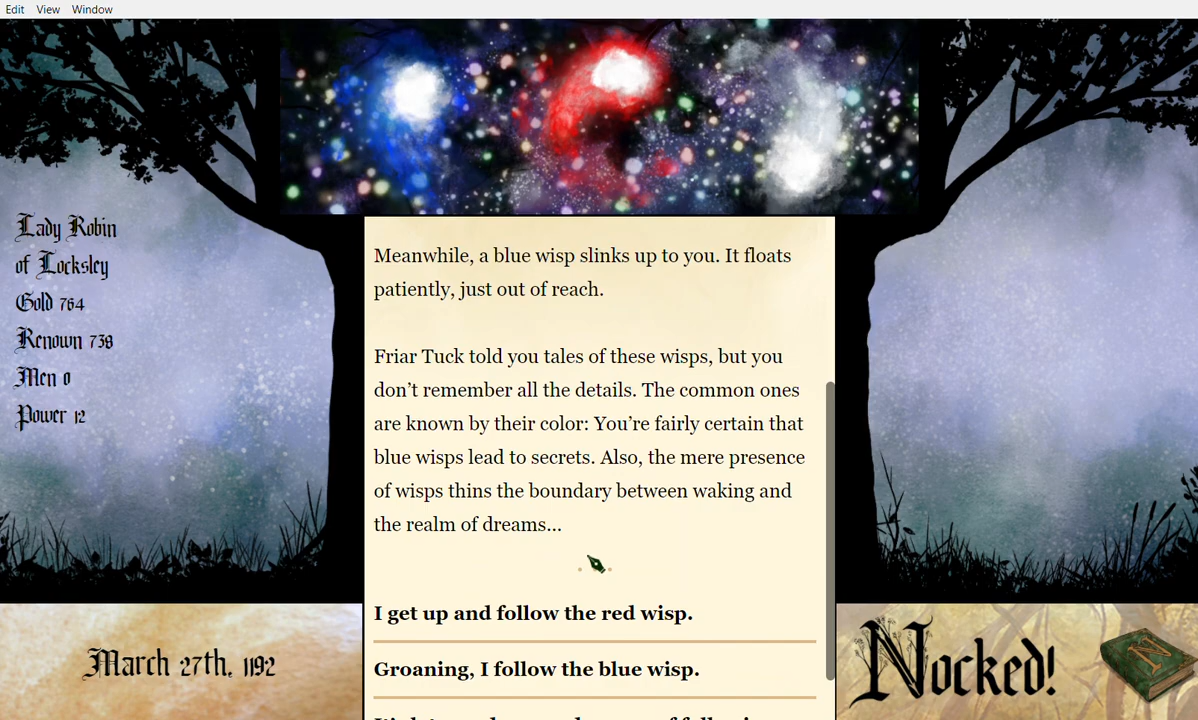 Edit View Window
Lady Robin
of Locksley
Gold 764
Renown 738
Men 0
Power 12
Meanwhile, a blue wisp slinks up to you. It floats
patiently, just out of reach.
Friar Tuck told you tales of these wisps, but you
don’t remember all the details. The common ones
are known by their color: You’re fairly certain that
blue wisps lead to secrets. Also, the mere presence
of wisps thins the boundary between waking and
the realm of dreams...
I get up and follow the red wisp.
Groaning, I follow the blue wisp.
March 27th, 1192
Nocked!
N